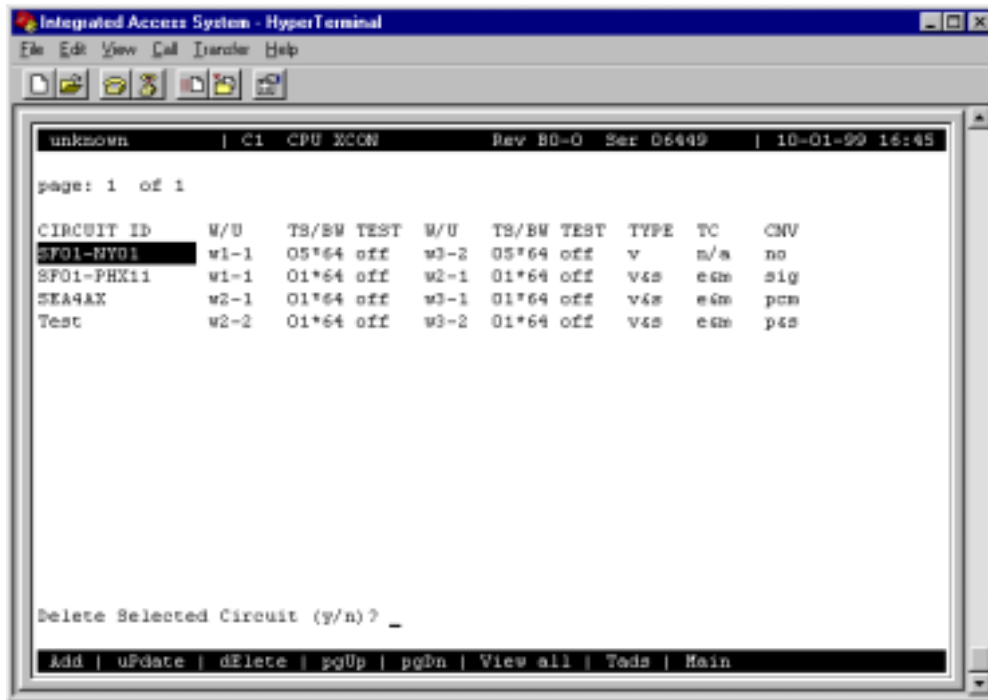 Integrated Access System - HyperTerminal
File Edit View Call Transfer Help
unknown | C1 CPU XCON Rev B0-0 Ser 06449 | 10-01-99 16:45
page: 1 of 1
CIRCUIT ID W/U TS/BW TEST W/U TS/BW TEST TYPE TC CNV
SF01-NY01 w1-1 05*64 off w3-2 05*64 off v n/a no
SF01-PHX11 w1-1 01*64 off w2-1 01*64 off v&s e&m sig
SEA4AX w2-1 01*64 off w3-1 01*64 off v&s e&m pcm
Test w2-2 01*64 off w3-2 01*64 off v&s e&m p&s
Delete Selected Circuit (y/n)? _
Add | uPdate | dElete | pgUp | pgDn | View all | Tads | Main